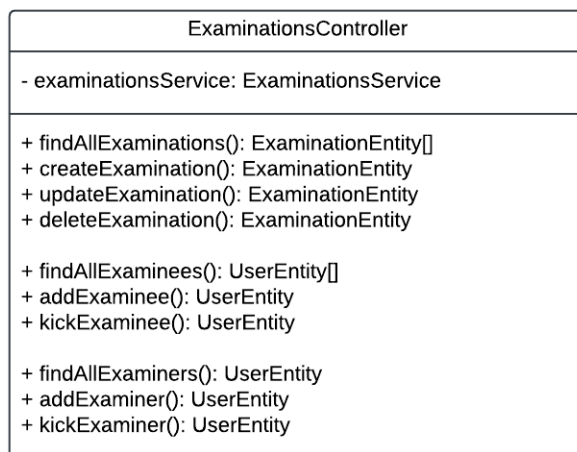 ExaminationsController
- examinationsService: ExaminationsService
+ findAllExaminations(): ExaminationEntity[]
+ createExamination(): ExaminationEntity
+ updateExamination(): ExaminationEntity
+ deleteExamination(): ExaminationEntity
+ findAllExaminees(): UserEntity[]
+ addExaminee(): UserEntity
+ kickExaminee(): UserEntity
+ findAllExaminers(): UserEntity
+ addExaminer(): UserEntity
+ kickExaminer(): UserEntity